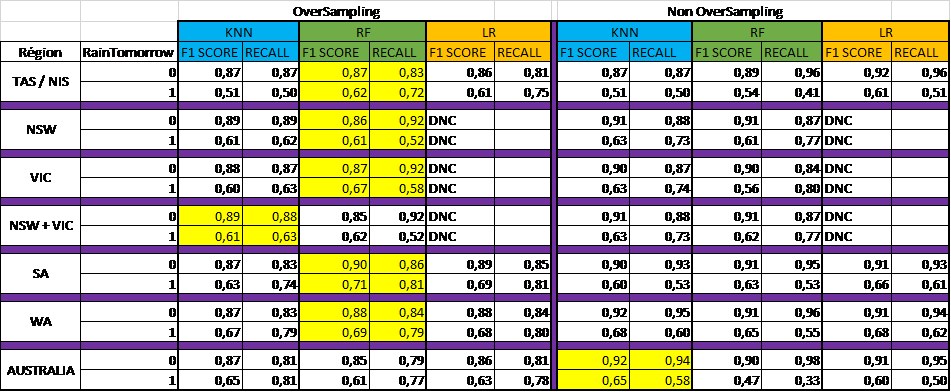 OverSampling Non OverSampling
KNN RF LR KNN RF LR
Région RainTomorrow F1 SCORE RECALL F1 SCORE RECALL F1 SCORE RECALL F1 SCORE RECALL F1 SCORE RECALL F1 SCORE RECALL
TAS / NIS 0 0,87 0,87 0,87 0,83 0,86 0,81 0,87 0,87 0,89 0,96 0,92 0,96
1 0,51 0,50 0,62 0,72 0,61 0,75 0,51 0,50 0,54 0,41 0,61 0,51
NSW 0 0,89 0,89 0,86 0,92 DNC 0,91 0,88 0,91 0,87 DNC
1 0,61 0,62 0,61 0,52 DNC 0,63 0,73 0,61 0,77 DNC
VIC 0 0,88 0,87 0,87 0,92 DNC 0,90 0,87 0,90 0,84 DNC
1 0,60 0,63 0,67 0,58 DNC 0,63 0,74 0,56 0,80 DNC
NSW + VIC 0 0,89 0,88 0,85 0,92 DNC 0,91 0,88 0,91 0,87 DNC
1 0,61 0,63 0,62 0,52 DNC 0,63 0,73 0,62 0,77 DNC
SA 0 0,87 0,83 0,90 0,86 0,89 0,85 0,90 0,93 0,91 0,95 0,91 0,93
1 0,63 0,74 0,71 0,81 0,69 0,81 0,60 0,53 0,63 0,53 0,66 0,61
WA 0 0,87 0,83 0,88 0,84 0,88 0,84 0,92 0,95 0,91 0,96 0,91 0,94
1 0,67 0,79 0,69 0,79 0,68 0,80 0,68 0,60 0,65 0,55 0,68 0,62
AUSTRALIA 0 0,87 0,81 0,85 0,79 0,86 0,81 0,92 0,94 0,90 0,98 0,91 0,95
1 0,65 0,81 0,61 0,77 0,63 0,78 0,65 0,58 0,47 0,33 0,60 0,50